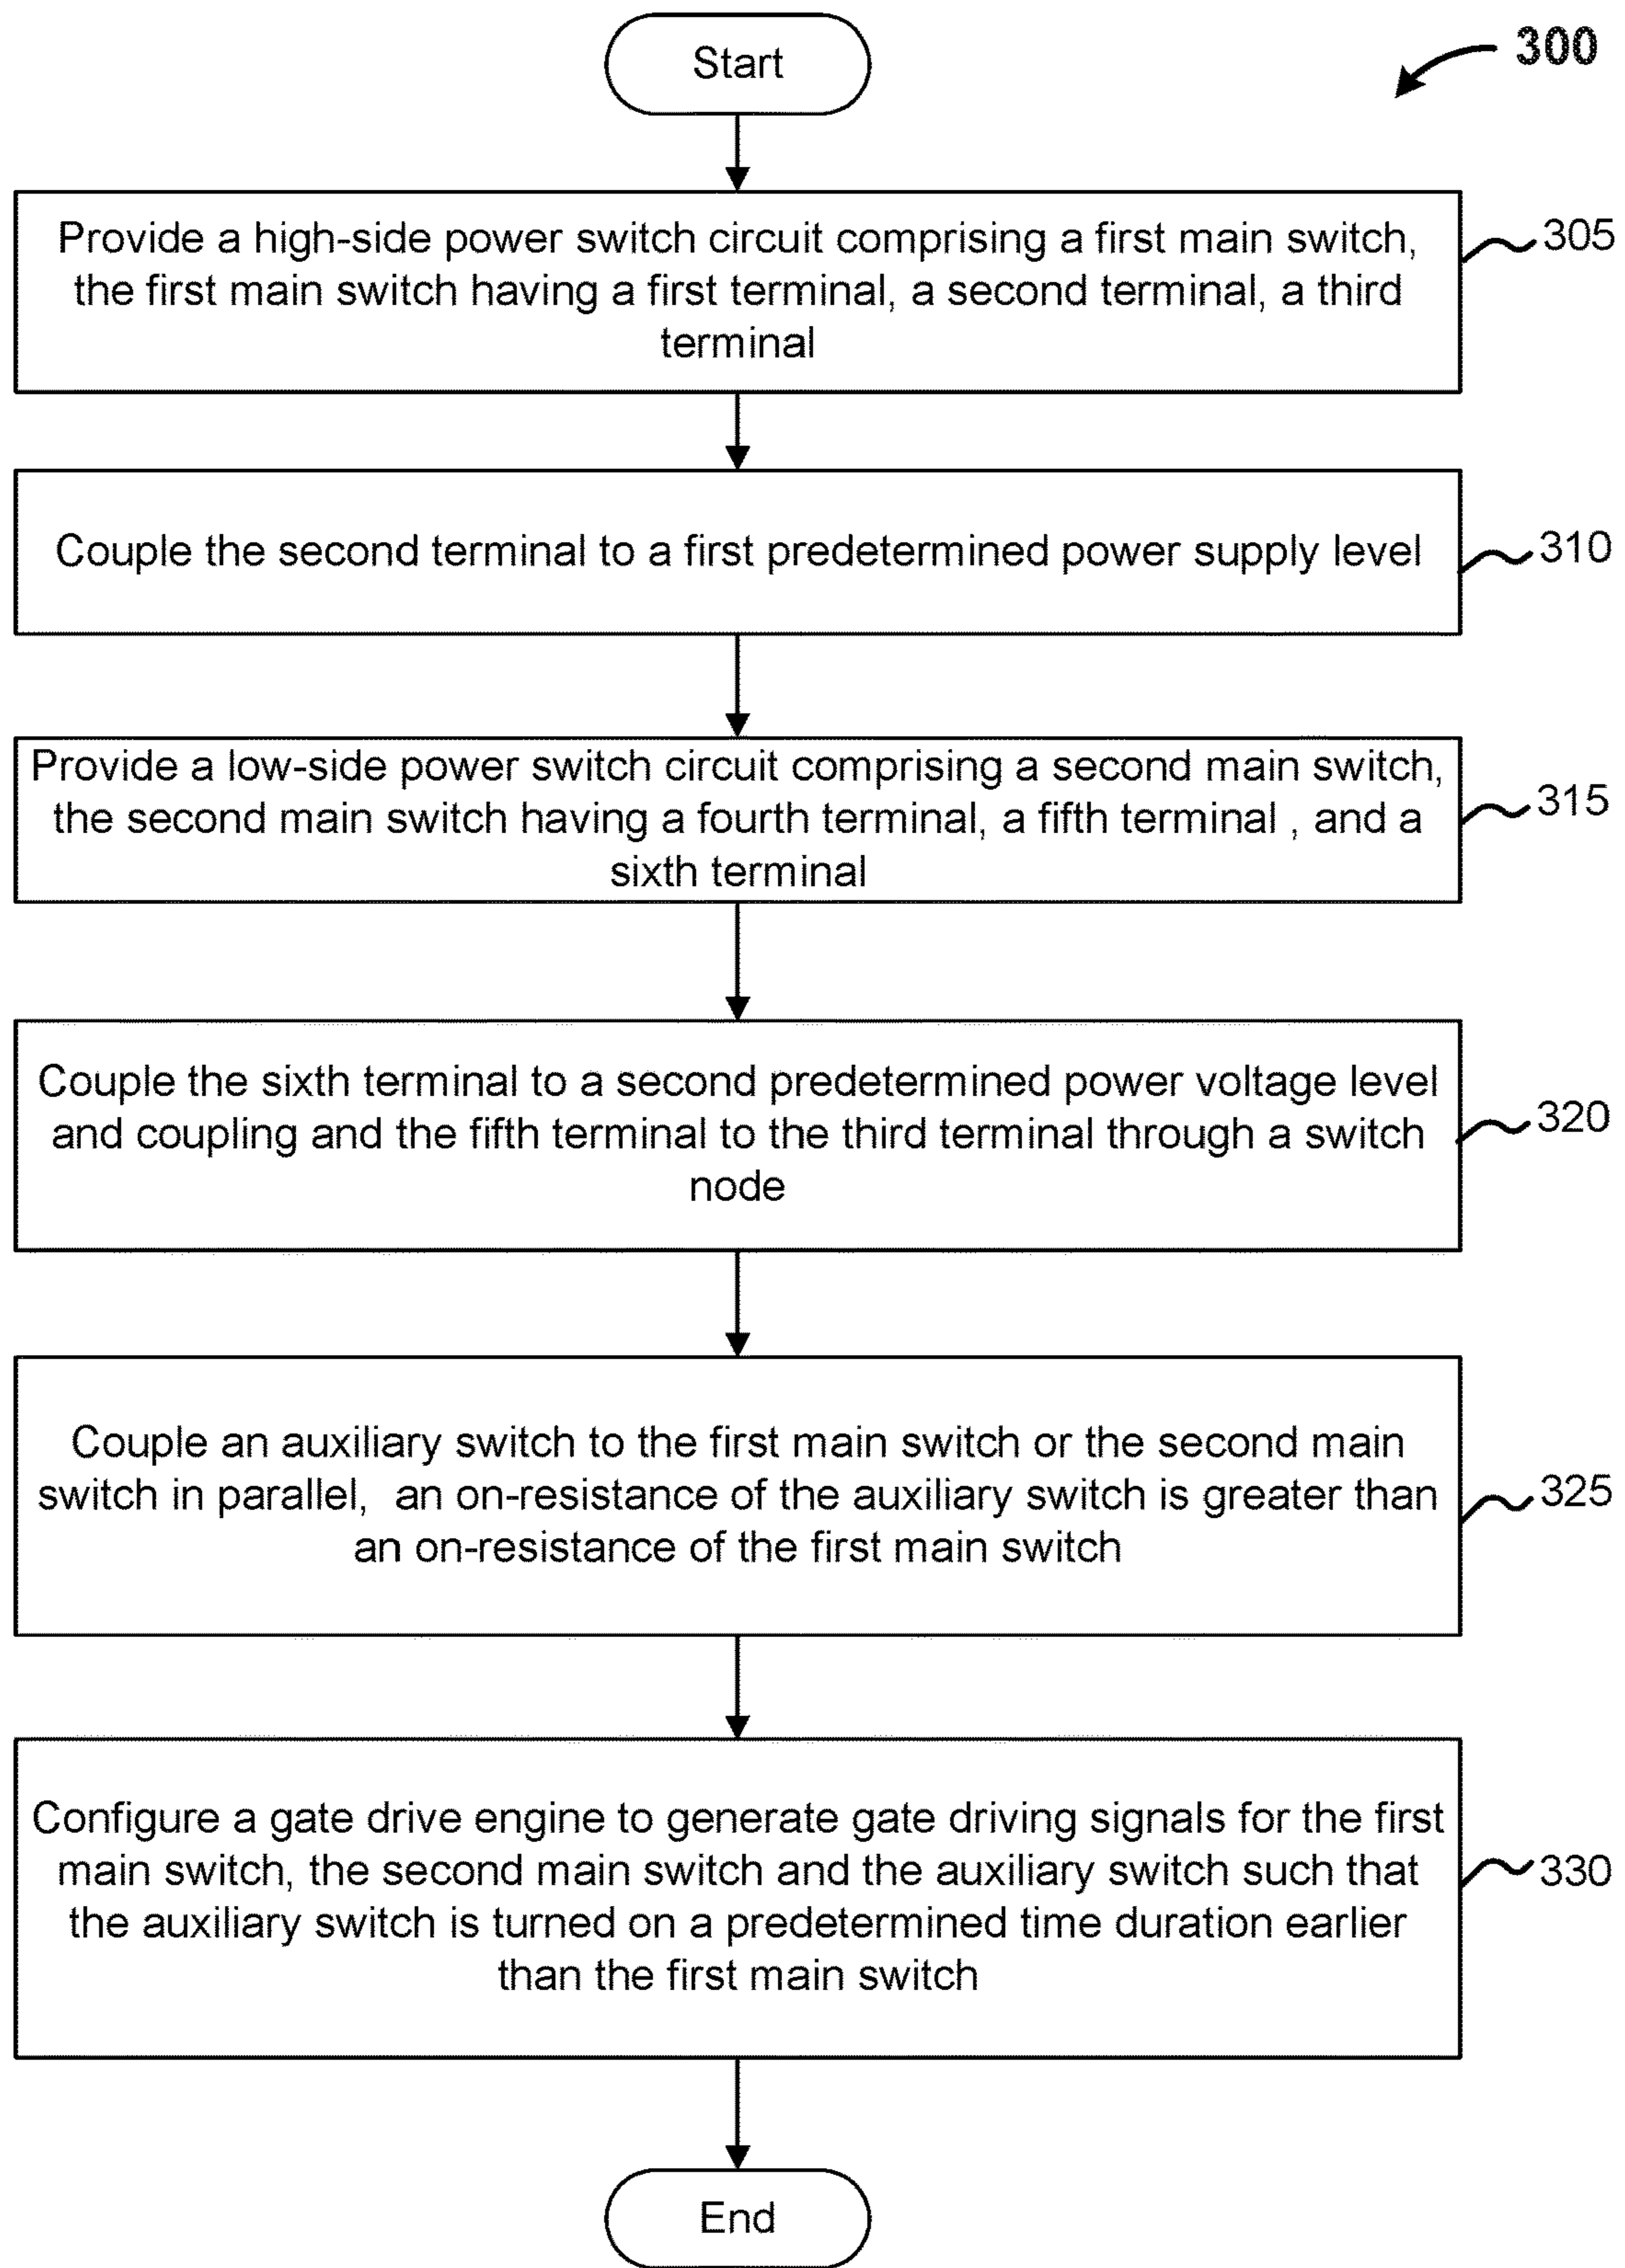 Start
300
Provide a high-side power switch circuit comprising a first main switch,
the first main switch having a first terminal, a second terminal, a third
terminal
305
Couple the second terminal to a first predetermined power supply level
310
Provide a low-side power switch circuit comprising a second main switch,
the second main switch having a fourth terminal, a fifth terminal , and a
sixth terminal
315
Couple the sixth terminal to a second predetermined power voltage level
and coupling and the fifth terminal to the third terminal through a switch
node
320
Couple an auxiliary switch to the first main switch or the second main
switch in parallel,  an on-resistance of the auxiliary switch is greater than
an on-resistance of the first main switch
325
Configure a gate drive engine to generate gate driving signals for the first
main switch, the second main switch and the auxiliary switch such that
the auxiliary switch is turned on a predetermined time duration earlier
than the first main switch
330
End